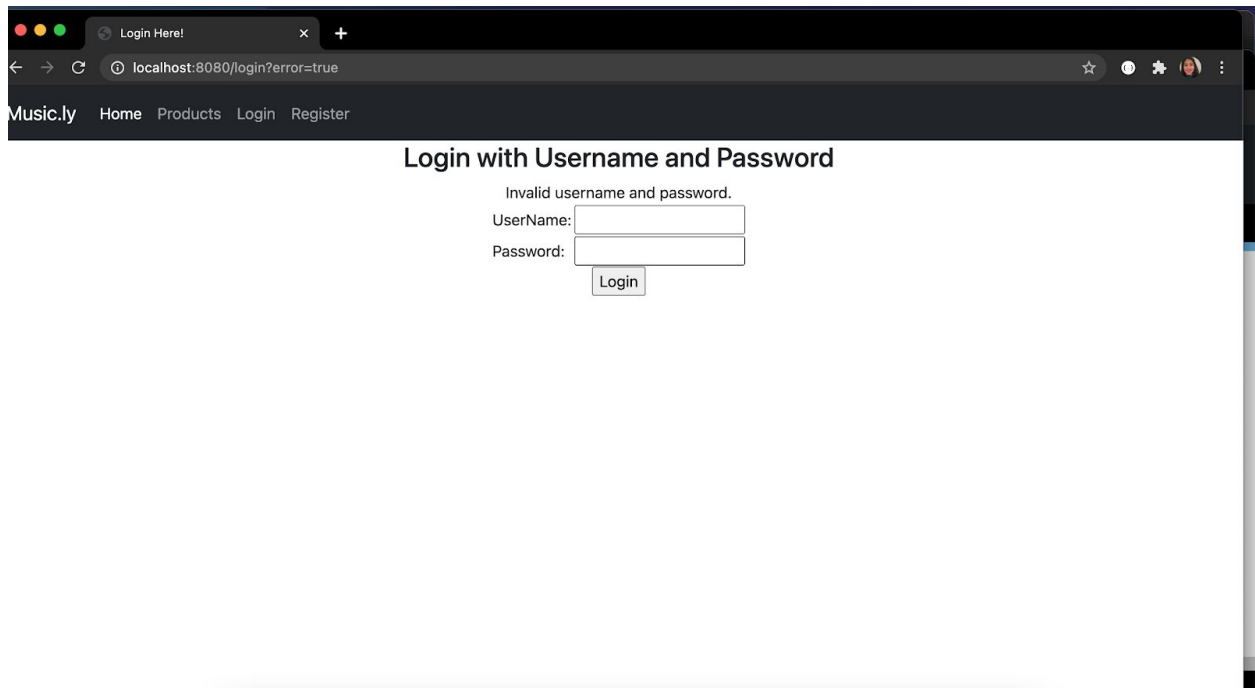 Login Here!
localhost:8080/login?error=true
Music.ly Home Products Login Register
Login with Username and Password
Invalid username and password.
UserName:
Password:
Login